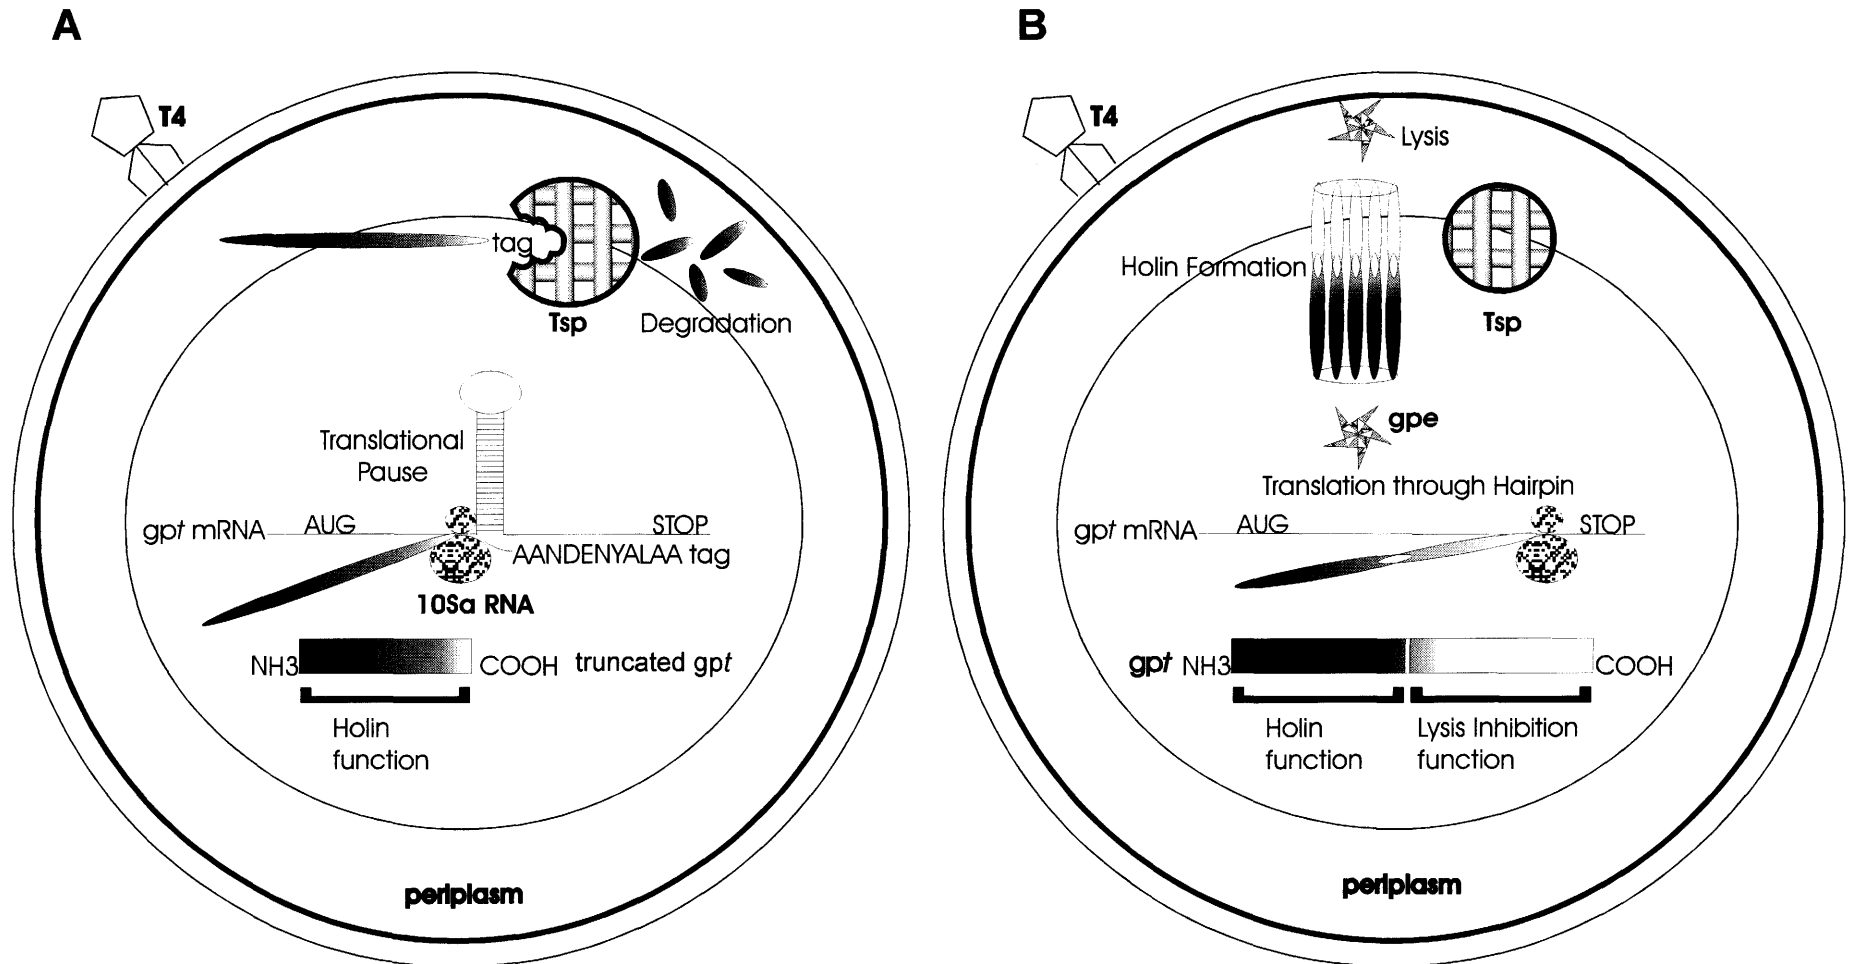 A
T4
tag
Tsp
Degradation
Translational
Pause
gpt mRNA
AUG
STOP
AANDENYALAA tag
10Sa RNA
NH3
COOH
truncated gpt
Holin
function
periplasm
B
T4
Lysis
Holin Formation
Tsp
gpe
Translation through Hairpin
gpt mRNA
AUG
STOP
gpt NH3
COOH
Holin
function
Lysis Inhibition
function
periplasm